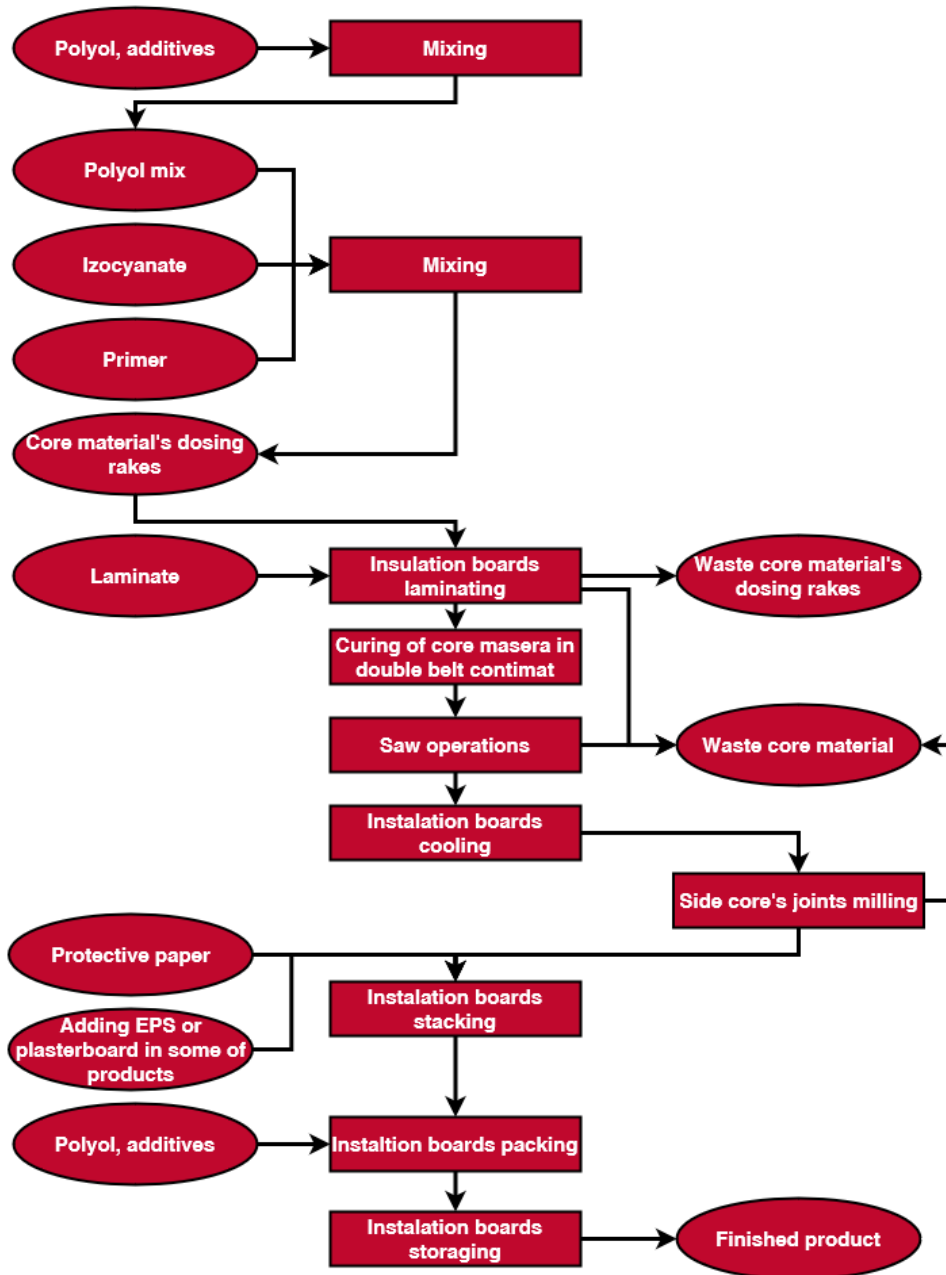 Polyol, additives
Mixing
Polyol mix
Izocyanate
Mixing
Primer
Core material's dosing
rakes
Laminate
Insulation boards
laminating
Waste core material's
dosing rakes
Curing of core masera in
double belt contimat
Saw operations
Waste core material
Instalation boards
cooling
Side core's joints milling
Protective paper
Instalation boards
stacking
Adding EPS or
plasterboard in some of
products
Polyol, additives
Instaltion boards packing
Instalation boards
storaging
Finished product